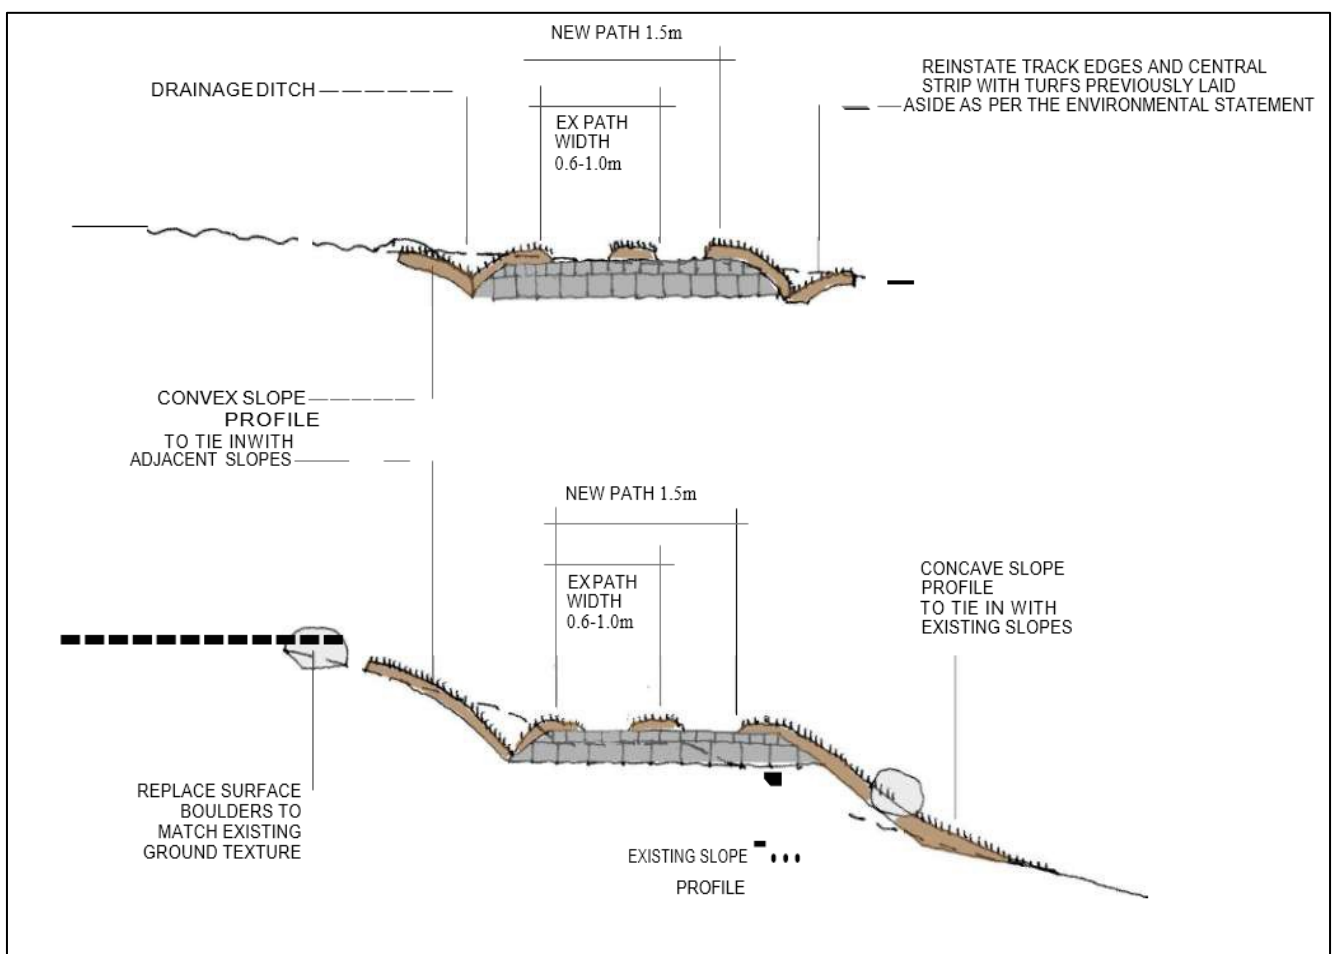 NEW PATH 1.5m
DRAINAGE DITCH
REINSTATE TRACK EDGES AND CENTRAL
STRIP WITH TURFS PREVIOUSLY LAID
ASIDE AS PER THE ENVIRONMENTAL STATEMENT
EX PATH
WIDTH
0.6-1.0m
CONVEX SLOPE
PROFILE
TO TIE INWITH
ADJACENT SLOPES
NEW PATH 1.5m
EX PATH
WIDTH
0.6-1.0m
CONCAVE SLOPE
PROFILE
TO TIE IN WITH
EXISTING SLOPES
REPLACE SURFACE
BOULDERS TO
MATCH EXISTING
GROUND TEXTURE
EXISTING SLOPE
PROFILE